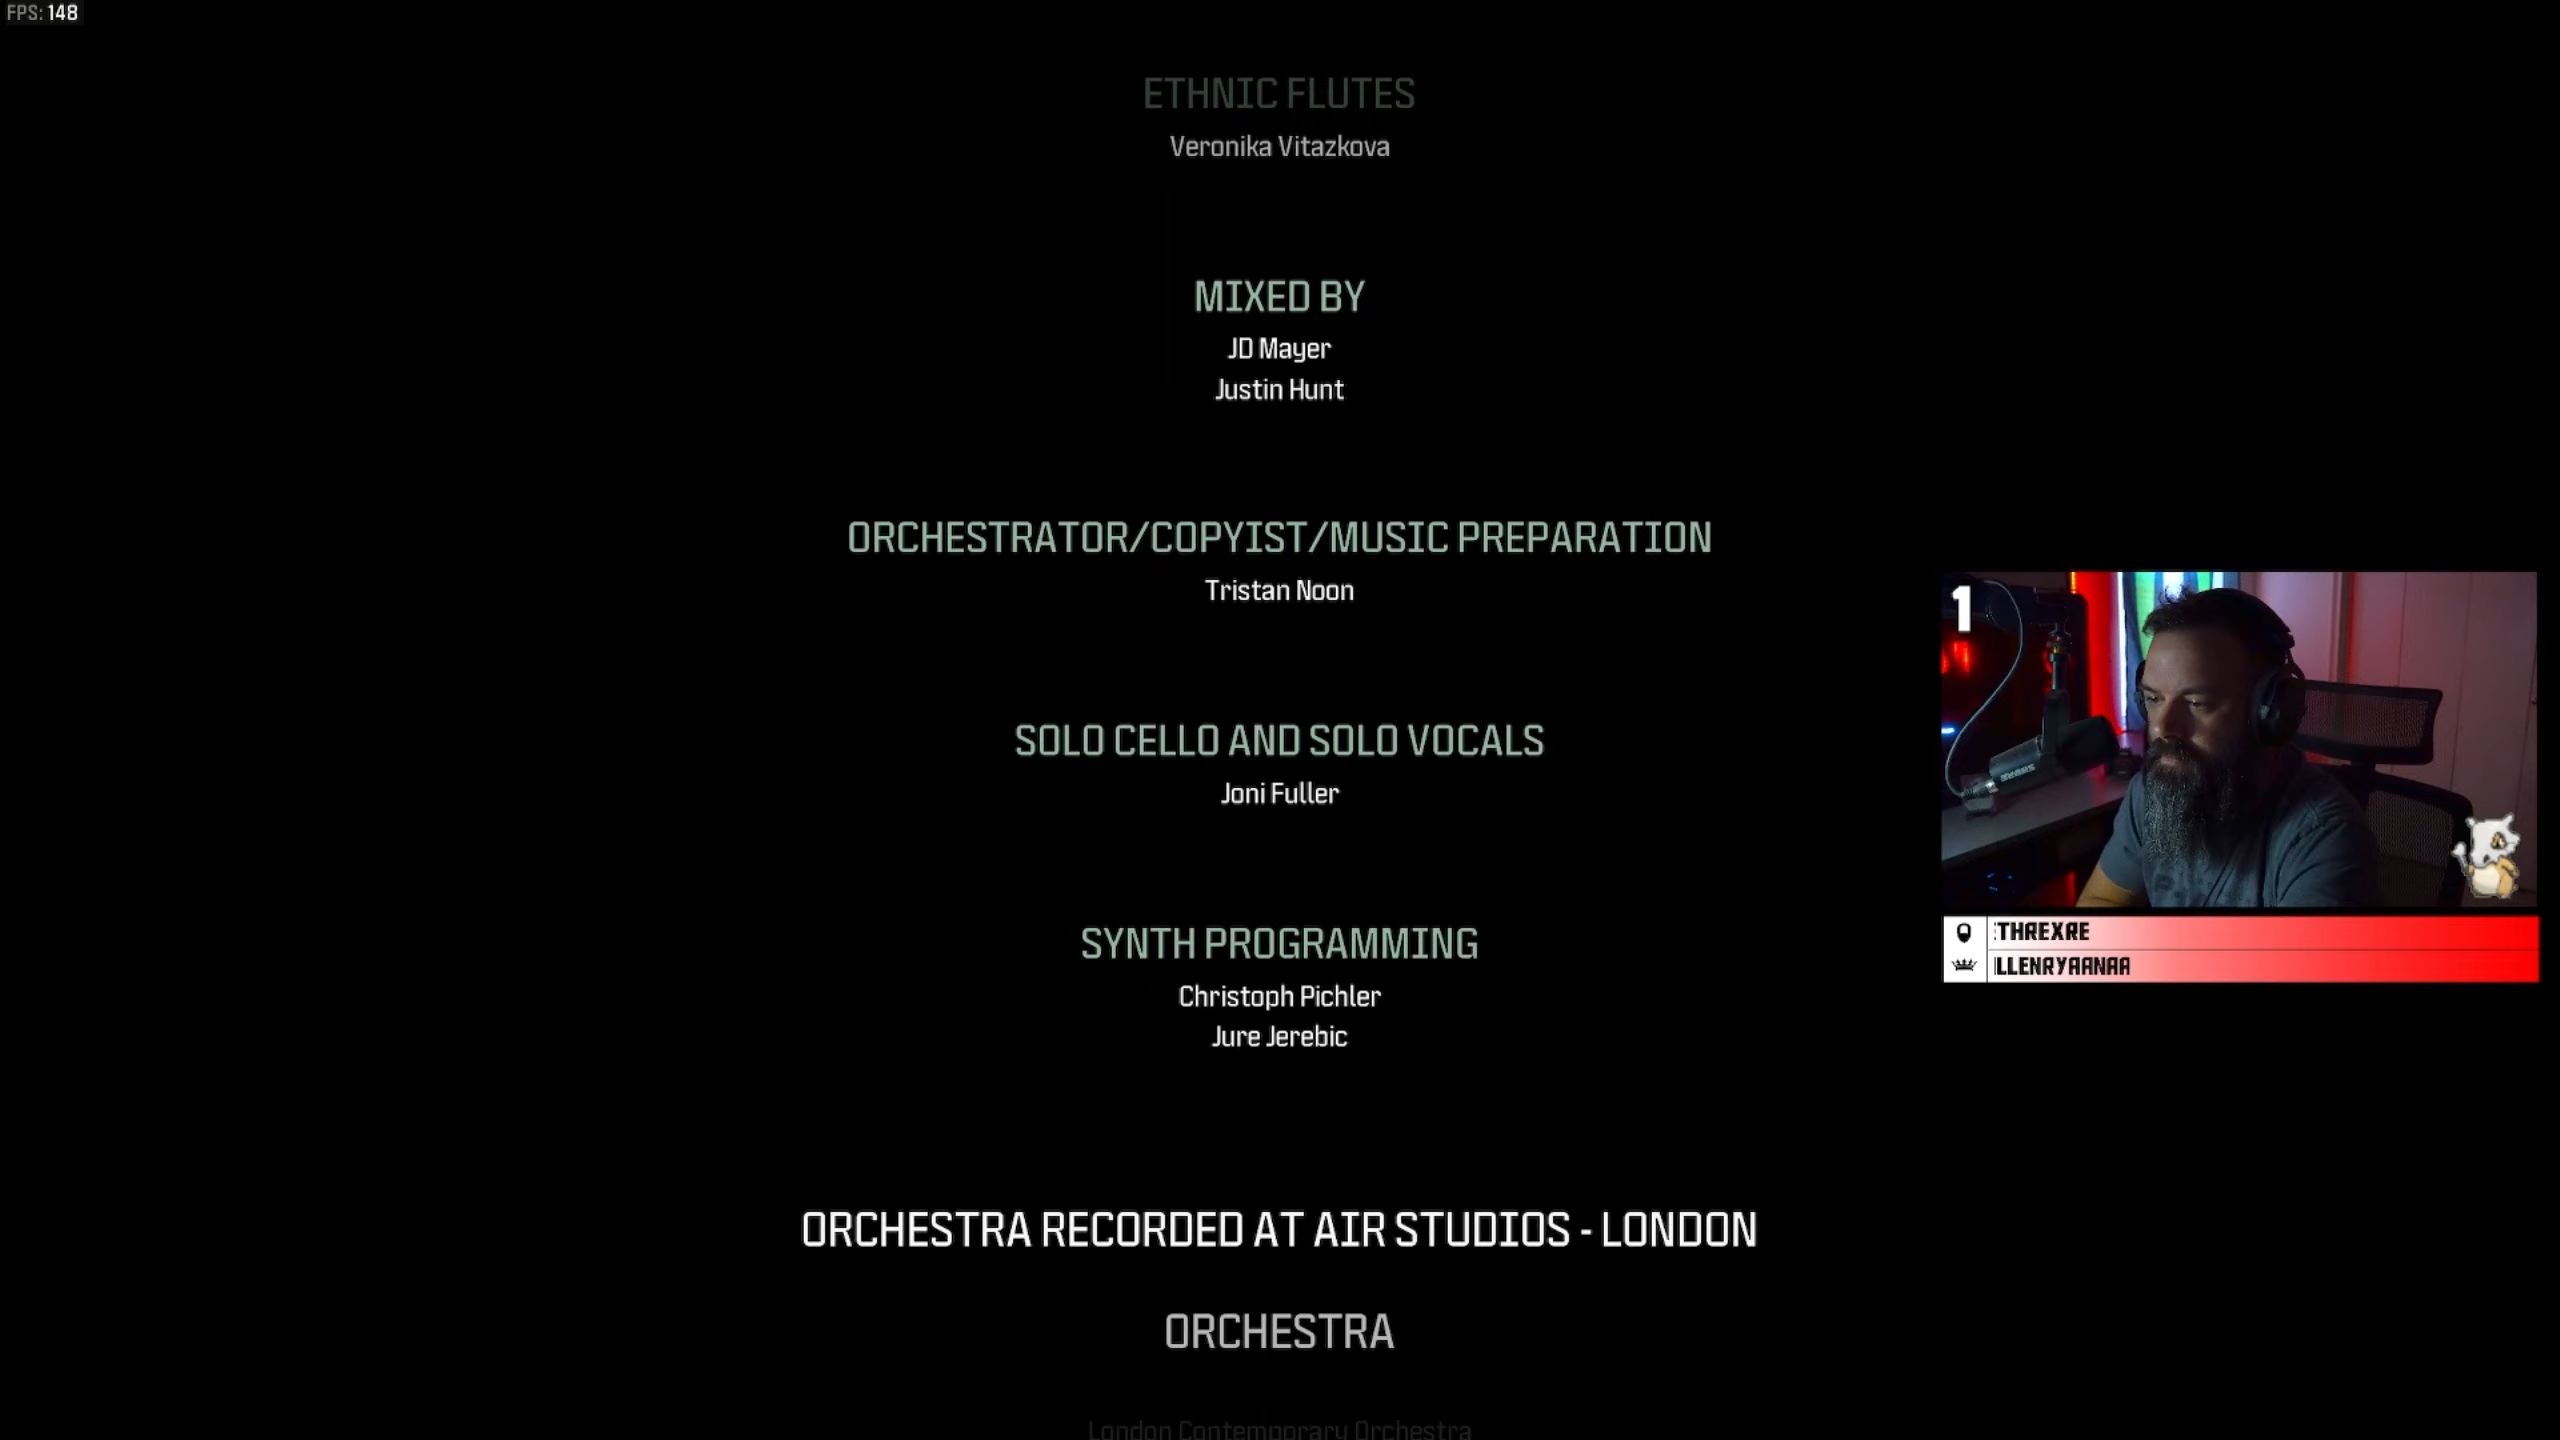 FPS: 148
ETHNIC FLUTES
Veronika Vitazkova
MIXED BY
JD Mayer
Justin Hunt
ORCHESTRATOR/COPYIST/MUSIC PREPARATION
Tristan Noon
SOLO CELLO AND SOLO VOCALS
Joni Fuller
SYNTH PROGRAMMING
Christoph Pichler
Jure Jerebic
ORCHESTRA RECORDED AT AIR STUDIOS - LONDON
ORCHESTRA
London Contemporary Orchestra
1
SHURE
THREXRE
LLENRYAANAA